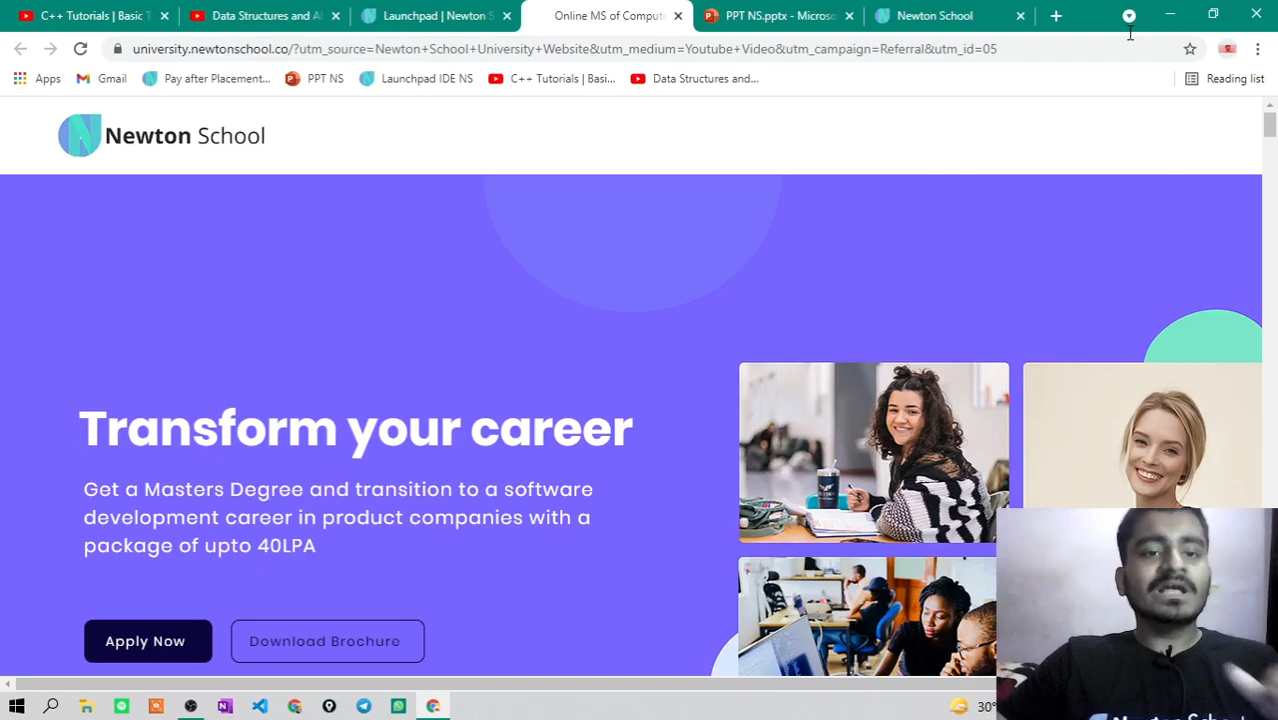 C++ Tutorials | Basic T
Data Structures and Al
Launchpad | Newton S
Online MS of Compute
PPT NS.pptx - Microso
Newton School
university.newtonschool.co/?utm_source=Newton+School+University+Website&utm_medium=Youtube+Video&utm_campaign=Referral&utm_id=05
Apps
Gmail
Pay after Placement...
PPT NS
Launchpad IDE NS
C++ Tutorials | Basi...
Data Structures and...
Reading list
Newton School
Transform your career
Get a Masters Degree and transition to a software
development career in product companies with a
package of upto 40LPA
Apply Now
Download Brochure
30°